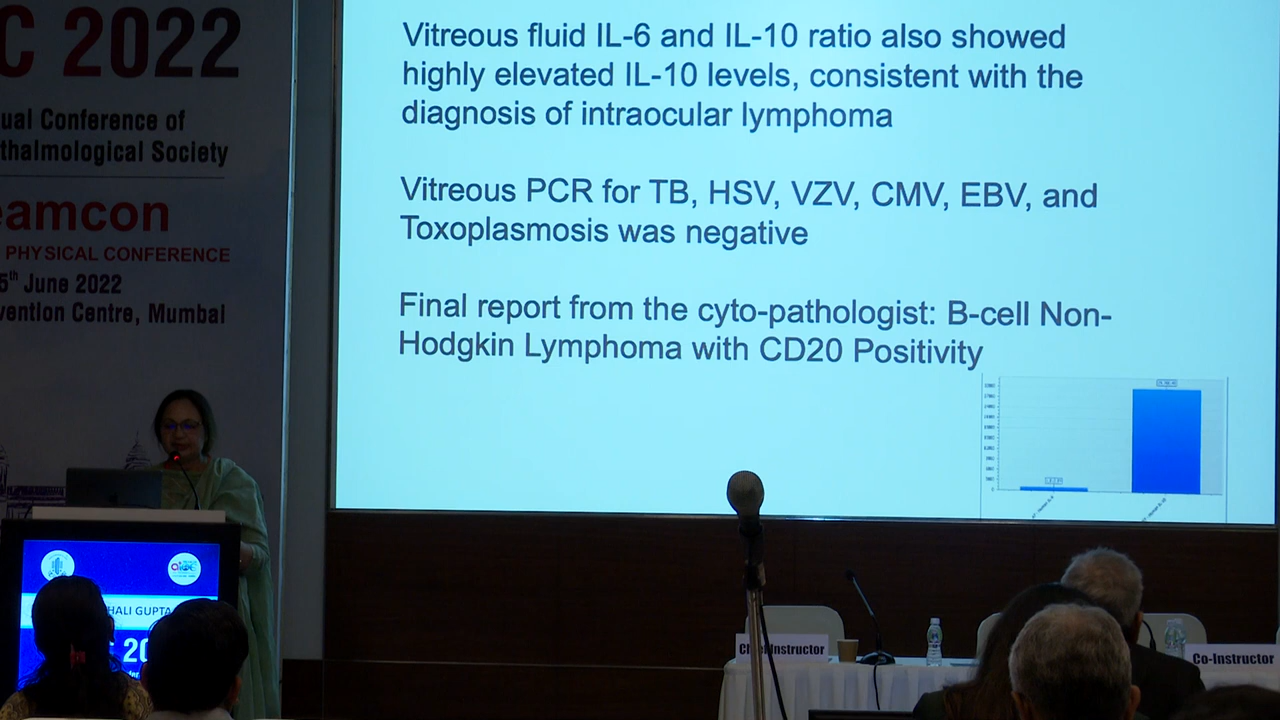 C 2022
ual Conference of
thalmological Society
eamcon
PHYSICAL CONFERENCE
5th June 2022
vention Centre, Mumbai
Vitreous fluid IL-6 and IL-10 ratio also showed
highly elevated IL-10 levels, consistent with the
diagnosis of intraocular lymphoma
Vitreous PCR for TB, HSV, VZV, CMV, EBV, and
Toxoplasmosis was negative
Final report from the cyto-pathologist: B-cell Non-
Hodgkin Lymphoma with CD20 Positivity
HALI GUPTA
20
Instructor
Co-Instructor